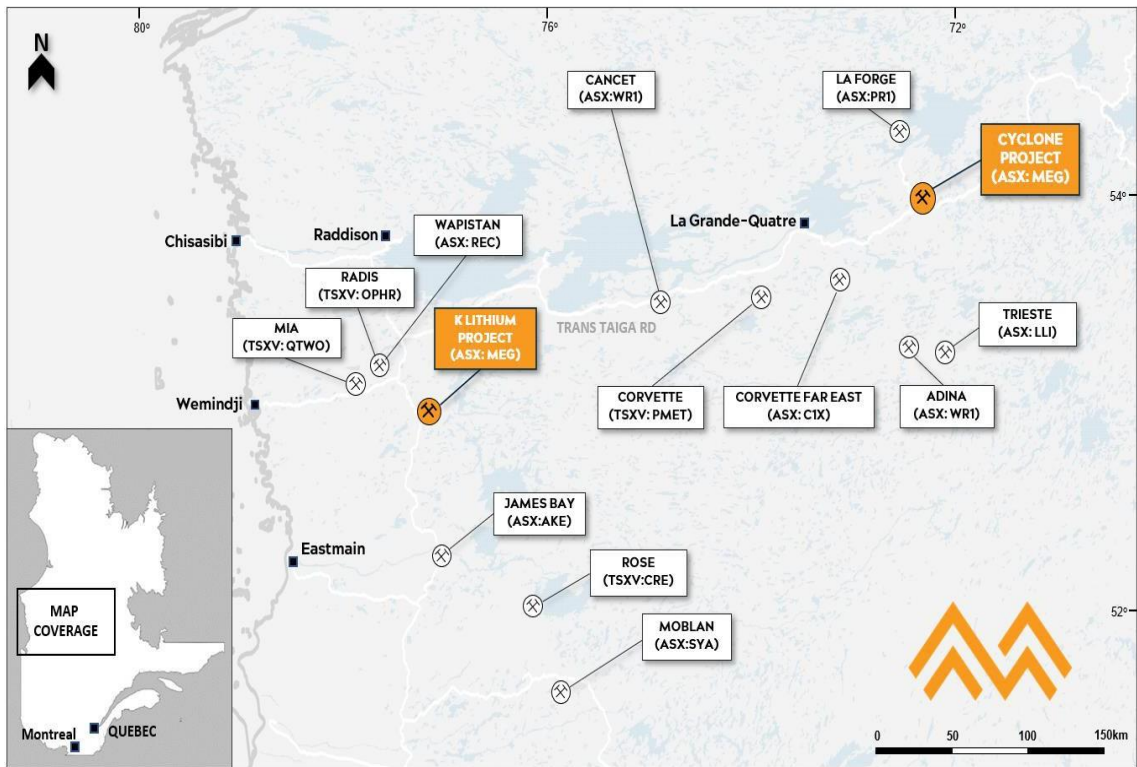 80°
76°
72°
N
CANCET
(ASX:WR1)
LA FORGE
(ASX:PR1)
CYCLONE
PROJECT
(ASX: MEG)
54°
La Grande-Quatre
WAPISTAN
(ASX: REC)
Chisasibi
Raddison
RADIS
(TSXV: OPHR)
K LITHIUM
PROJECT
(ASX: MEG)
MIA
(TSXV: QTWO)
TRANS TAIGA RD
TRIESTE
(ASX: LLI)
Wemindji
CORVETTE
(TSXV: PMET)
CORVETTE FAR EAST
(ASX: C1X)
ADINA
(ASX: WR1)
JAMES BAY
(ASX:AKE)
Eastmain
ROSE
(TSXV:CRE)
52°
MOBLAN
(ASX:SYA)
MAP
COVERAGE
Montreal
QUEBEC
0 50 100 150km